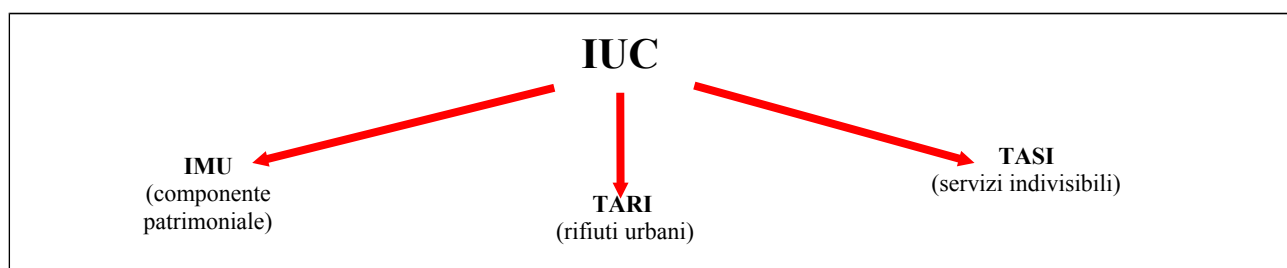 IUC
IMU
(componente
patrimoniale)
TARI
(rifiuti urbani)
TASI
(servizi indivisibili)